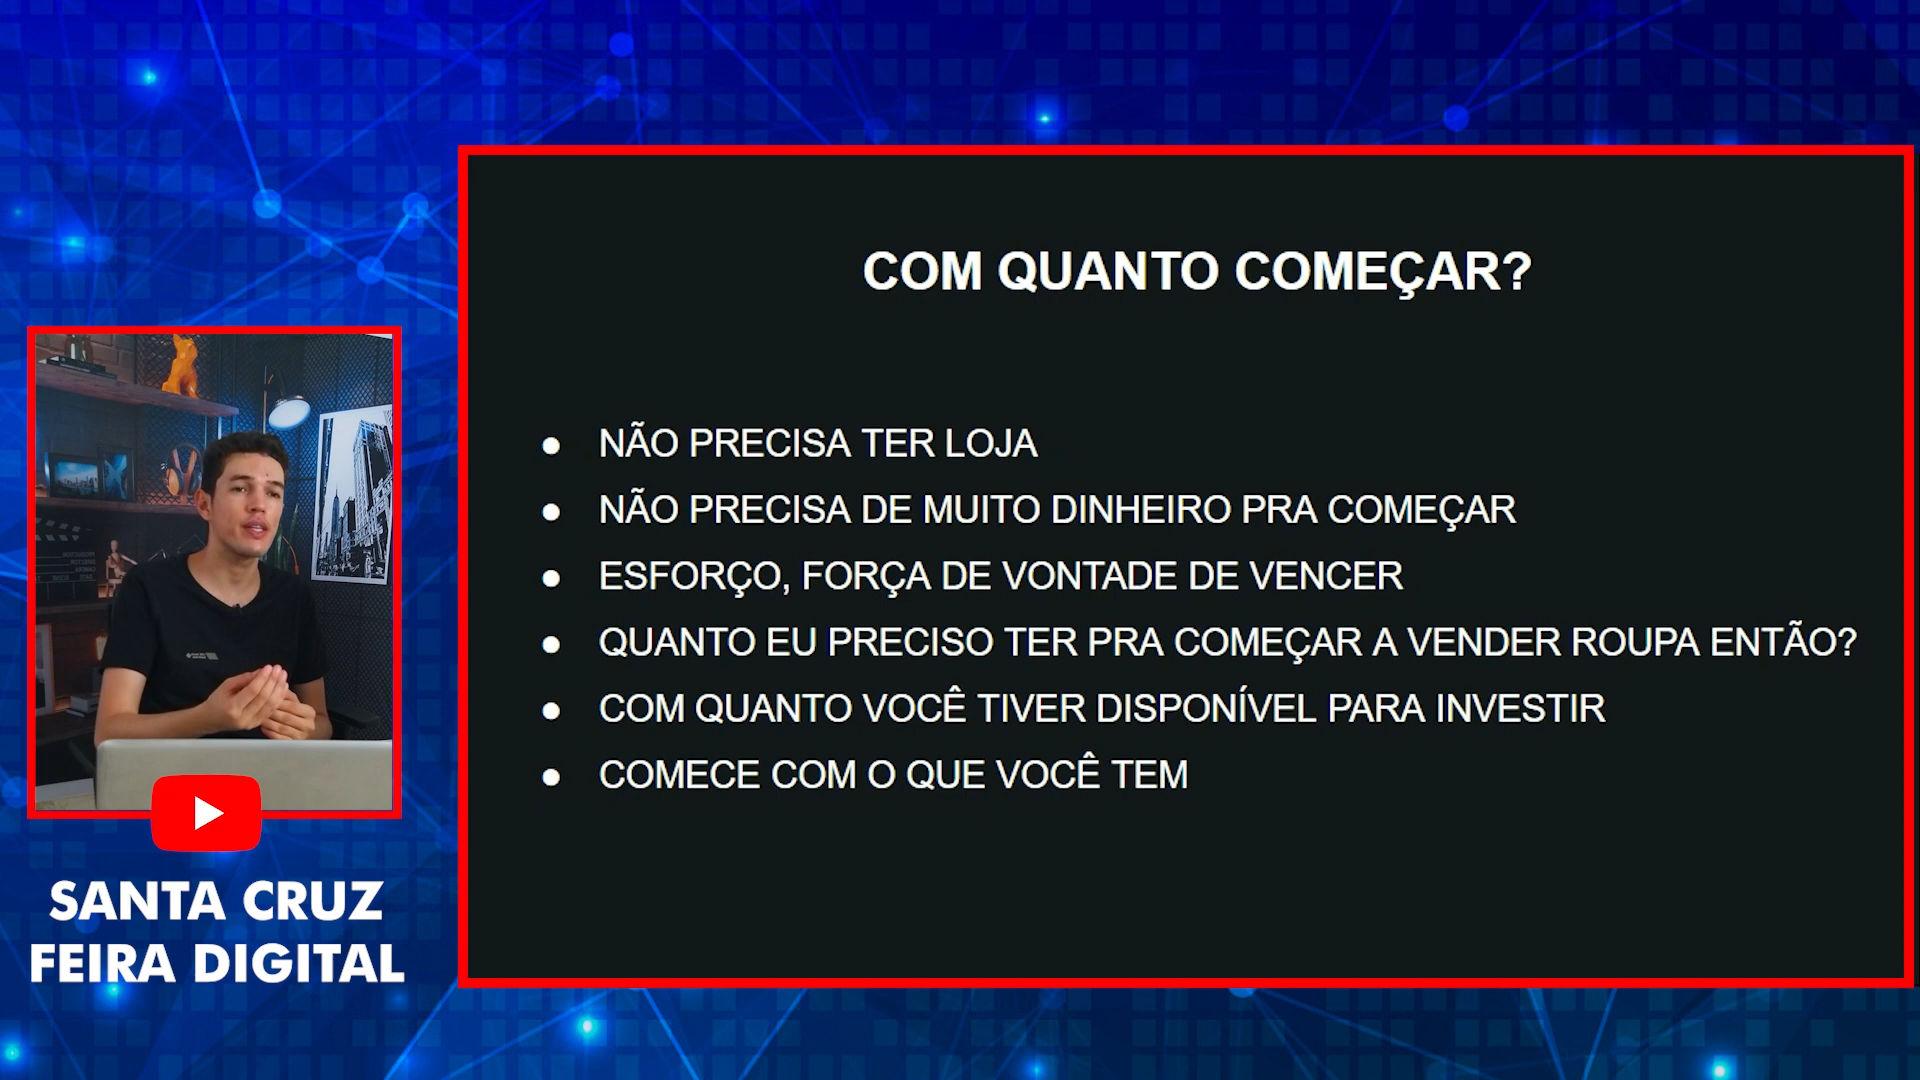 COM QUANTO COMEÇAR?
● NÃO PRECISA TER LOJA
● NÃO PRECISA DE MUITO DINHEIRO PRA COMEÇAR
● ESFORÇO, FORÇA DE VONTADE DE VENCER
● QUANTO EU PRECISO TER PRA COMEÇAR A VENDER ROUPA ENTÃO?
● COM QUANTO VOCÊ TIVER DISPONÍVEL PARA INVESTIR
● COMECE COM O QUE VOCÊ TEM
SANTA CRUZ
FEIRA DIGITAL